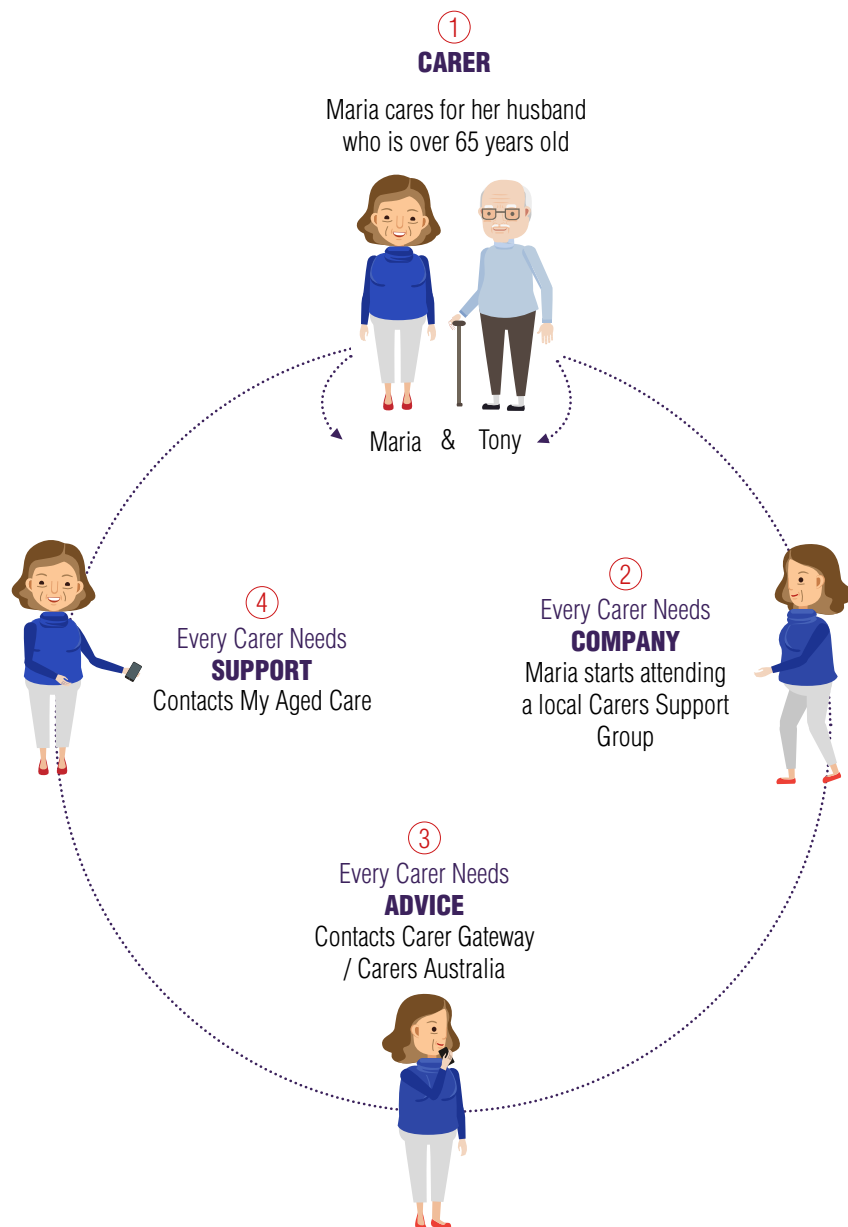 1
CARER
Maria cares for her husband
who is over 65 years old
Maria & Tony
2
Every Carer Needs
COMPANY
Maria starts attending
a local Carers Support
Group
3
Every Carer Needs
ADVICE
Contacts Carer Gateway
/ Carers Australia
4
Every Carer Needs
SUPPORT
Contacts My Aged Care